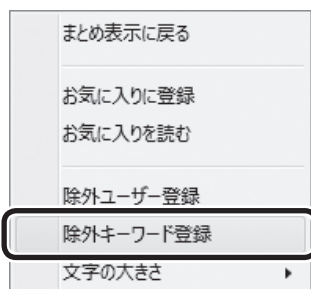 まとめ表示に戻る
お気に入りに登録
お気に入りを読む
除外ユーザー登録
除外キーワード登録
文字の大きさ